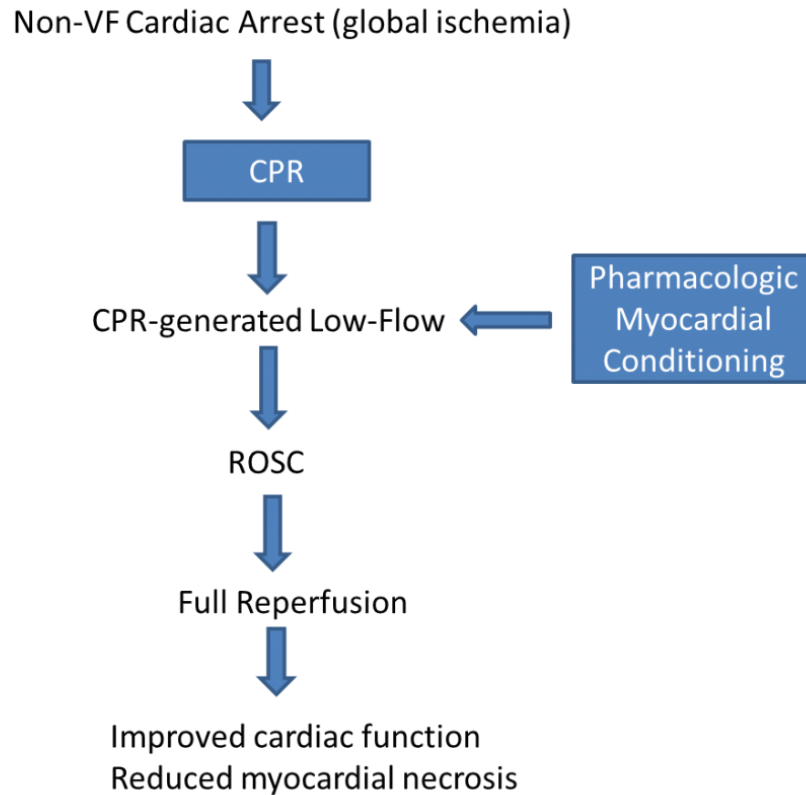 Non-VF Cardiac Arrest (global ischemia)
CPR
CPR-generated Low-Flow
Pharmacologic
Myocardial
Conditioning
ROSC
Full Reperfusion
Improved cardiac function
Reduced myocardial necrosis